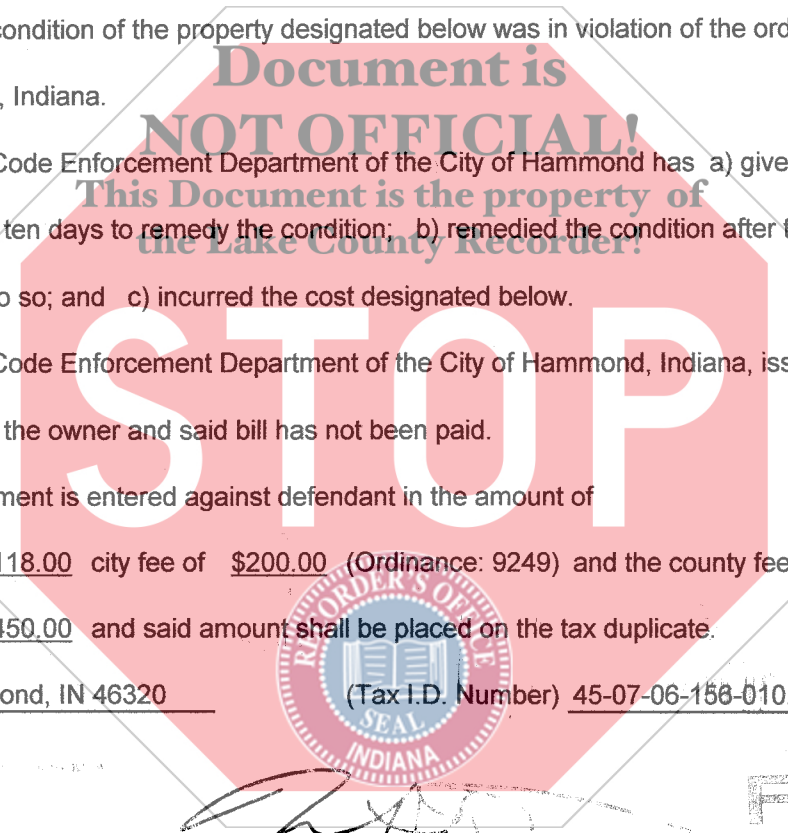 condition of the property designated below was in violation of the ord
Document is
, Indiana.
NOT OFFICIAL!
Code Enforcement Department of the City of Hammond has a) give
This Document is the property of
ten days to remedy the condition; b) remedied the condition after
the Lake County Recorder!
o so; and c) incurred the cost designated below.
STOP
Code Enforcement Department of the City of Hammond, Indiana, iss
the owner and said bill has not been paid.
ment is entered against defendant in the amount of
118.00 city fee of $200.00 (Ordinance: 9249) and the county fee
450.00 and said amount shall be placed on the tax duplicate.
RECORDER'S OFFICE
ond, IN 46320 (Tax I.D. Number) 45-07-06-156-010
SEAL
INDIANA